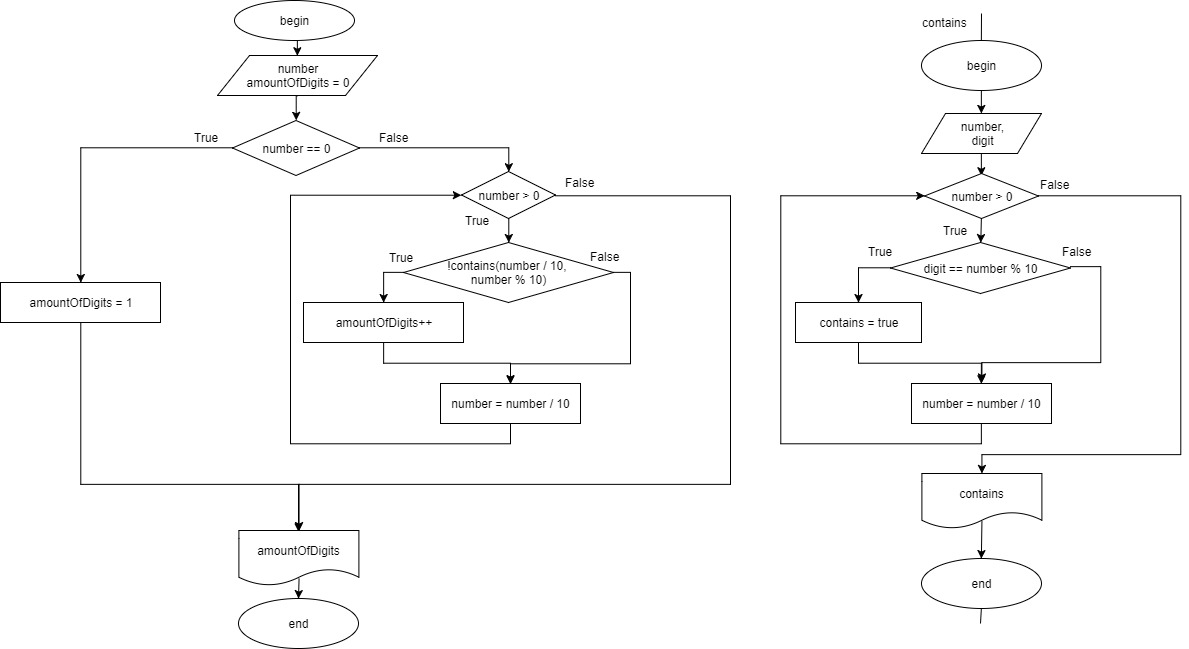 begin
number
amountOfDigits = 0
number == 0
True
False
number > 0
False
True
!contains(number / 10,
number % 10)
True
False
amountOfDigits = 1
amountOfDigits++
number = number / 10
amountOfDigits
end
contains
begin
number,
digit
number > 0
False
True
digit == number % 10
True
False
contains = true
number = number / 10
contains
end